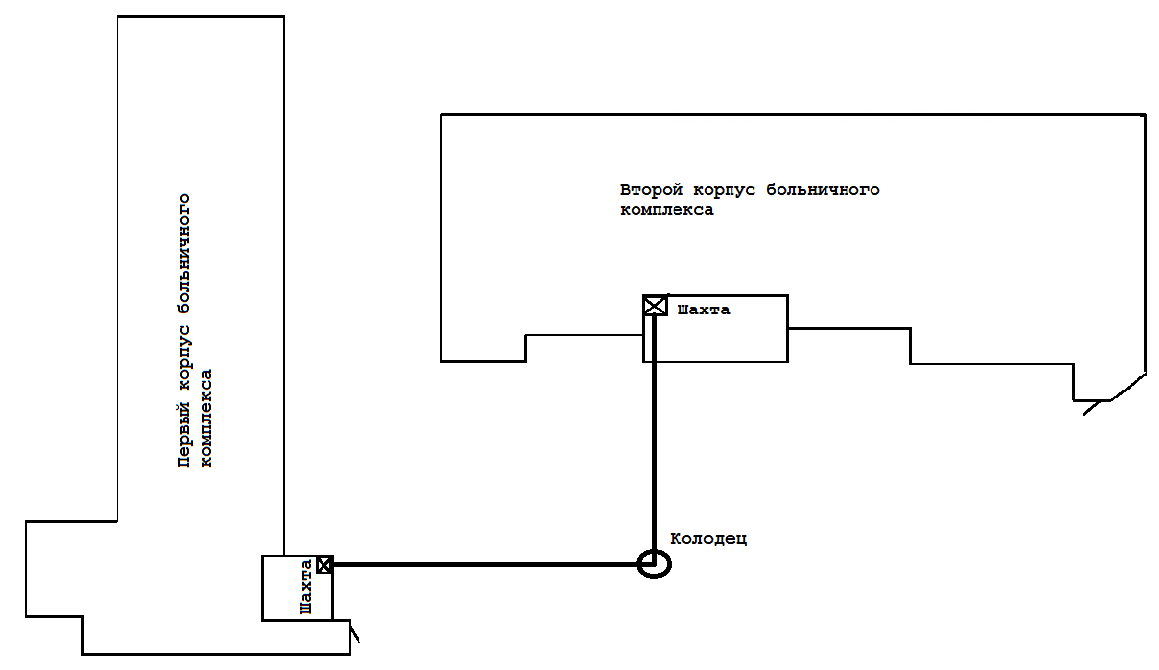 Первый корпус больничного
комплекса
Второй корпус больничного
комплекса
Шахта
Колодец
Шахта